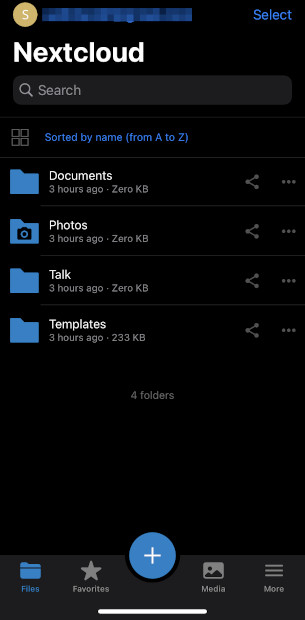 S
Select
Nextcloud
Search
Sorted by name (from A to Z)
Documents
3 hours ago · Zero KB
Photos
3 hours ago · Zero KB
Talk
3 hours ago · Zero KB
Templates
3 hours ago · 233 KB
4 folders
Files
Favorites
Media
More